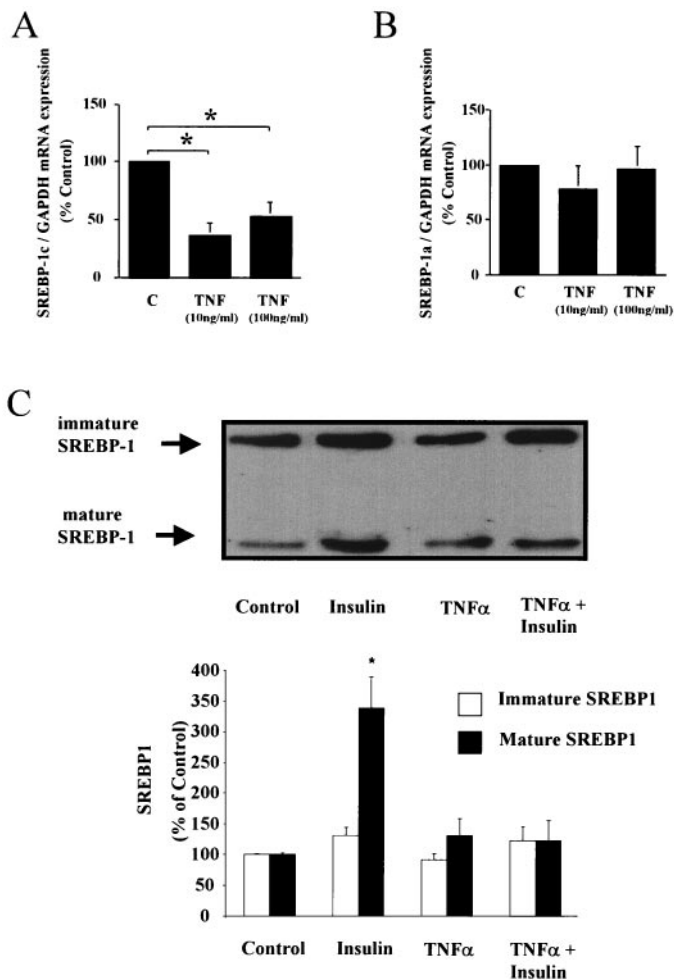 A
SREBP-1c / GAPDH mRNA expression
(% Control)
150
100
50
0
*
*
C
TNF
(10ng/ml)
TNF
(100ng/ml)
B
SREBP-1a / GAPDH mRNA expression
(% Control)
150
100
50
0
C
TNF
(10ng/ml)
TNF
(100ng/ml)
C
immature
SREBP-1
mature
SREBP-1
Control
Insulin
TNFα
TNFα +
Insulin
SREBP1
(% of Control)
400
350
300
250
200
150
100
50
0
*
Immature SREBP1
Mature SREBP1
Control
Insulin
TNFα
TNFα +
Insulin